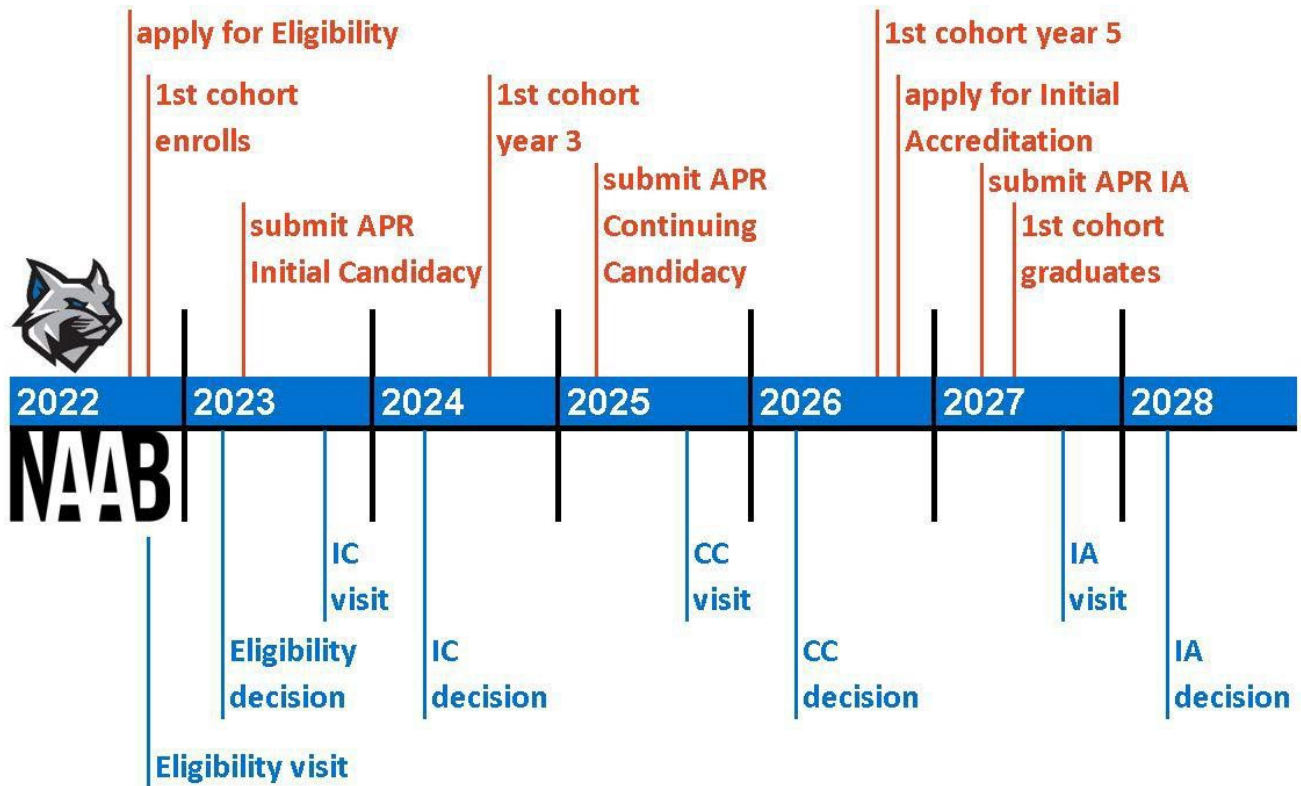 apply for Eligibility
1st cohort
enrolls
submit APR
Initial Candidacy
1st cohort
year 3
submit APR
Continuing
Candidacy
1st cohort year 5
apply for Initial
Accreditation
submit APR IA
1st cohort
graduates
2022 2023 2024 2025 2026 2027 2028
NAAB
Eligibility visit
Eligibility
decision
IC
visit
IC
decision
CC
visit
CC
decision
IA
visit
IA
decision